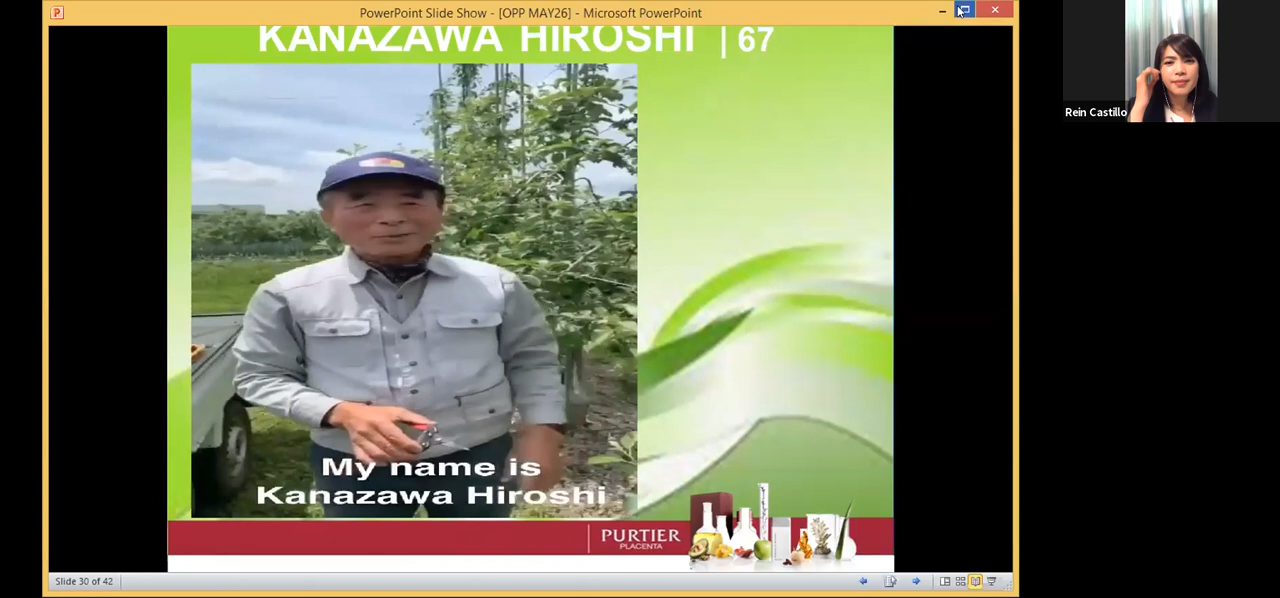 PowerPoint Slide Show - [OPP MAY26] - Microsoft PowerPoint
KANAZAWA HIROSHI | 67
Rein Castillo
My name is
Kanazawa Hiroshi
PURTIER
PLACENTA
Slide 30 of 42